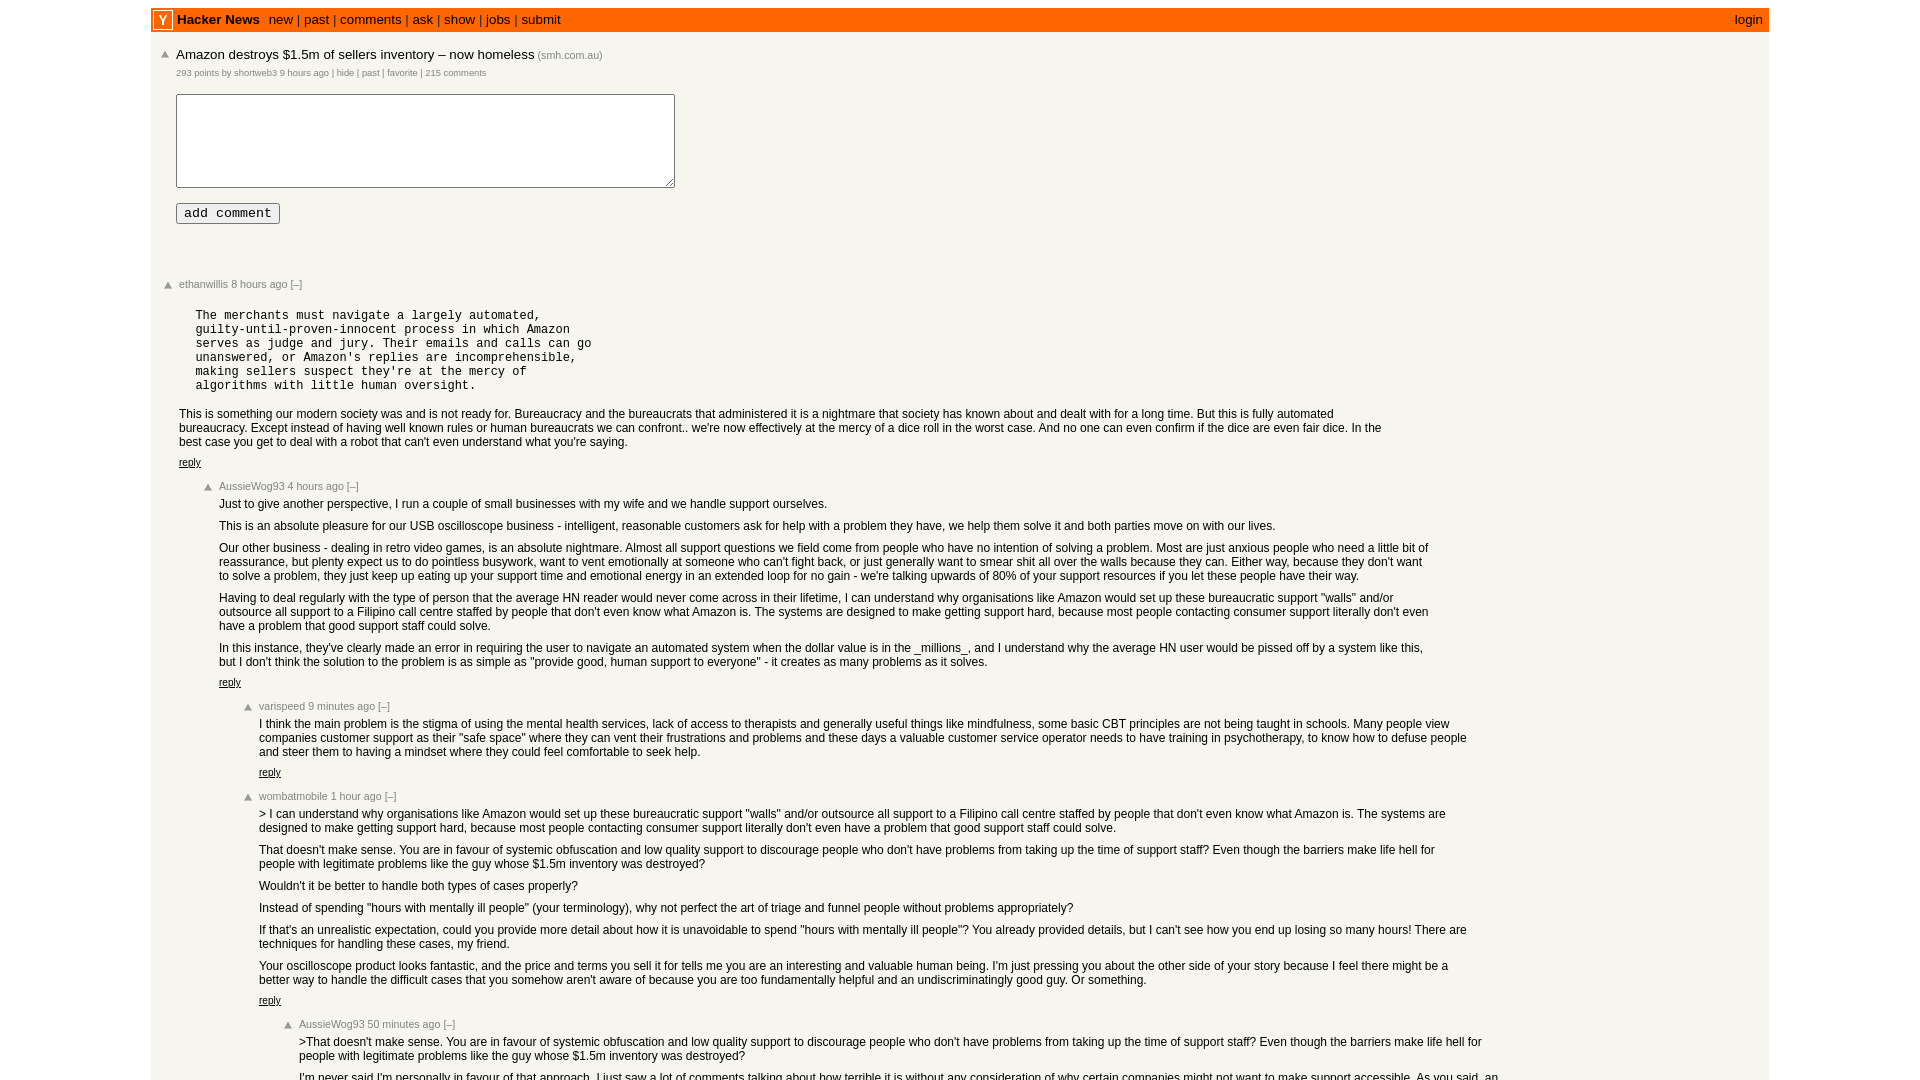 Y Hacker News new | past | comments | ask | show | jobs | submit login
Amazon destroys $1.5m of sellers inventory – now homeless (smh.com.au)
293 points by shortweb3 9 hours ago | hide | past | favorite | 215 comments
add comment
ethanwillis 8 hours ago [–]
The merchants must navigate a largely automated,
guilty-until-proven-innocent process in which Amazon
serves as judge and jury. Their emails and calls can go
unanswered, or Amazon's replies are incomprehensible,
making sellers suspect they're at the mercy of
algorithms with little human oversight.
This is something our modern society was and is not ready for. Bureaucracy and the bureaucrats that administered it is a nightmare that society has known about and dealt with for a long time. But this is fully automated
bureaucracy. Except instead of having well known rules or human bureaucrats we can confront.. we're now effectively at the mercy of a dice roll in the worst case. And no one can even confirm if the dice are even fair dice. In the
best case you get to deal with a robot that can't even understand what you're saying.
reply
AussieWog93 4 hours ago [–]
Just to give another perspective, I run a couple of small businesses with my wife and we handle support ourselves.
This is an absolute pleasure for our USB oscilloscope business - intelligent, reasonable customers ask for help with a problem they have, we help them solve it and both parties move on with our lives.
Our other business - dealing in retro video games, is an absolute nightmare. Almost all support questions we field come from people who have no intention of solving a problem. Most are just anxious people who need a little bit of
reassurance, but plenty expect us to do pointless busywork, want to vent emotionally at someone who can't fight back, or just generally want to smear shit all over the walls because they can. Either way, because they don't want
to solve a problem, they just keep up eating up your support time and emotional energy in an extended loop for no gain - we're talking upwards of 80% of your support resources if you let these people have their way.
Having to deal regularly with the type of person that the average HN reader would never come across in their lifetime, I can understand why organisations like Amazon would set up these bureaucratic support "walls" and/or
outsource all support to a Filipino call centre staffed by people that don't even know what Amazon is. The systems are designed to make getting support hard, because most people contacting consumer support literally don't even
have a problem that good support staff could solve.
In this instance, they've clearly made an error in requiring the user to navigate an automated system when the dollar value is in the _millions_, and I understand why the average HN user would be pissed off by a system like this,
but I don't think the solution to the problem is as simple as "provide good, human support to everyone" - it creates as many problems as it solves.
reply
varispeed 9 minutes ago [–]
I think the main problem is the stigma of using the mental health services, lack of access to therapists and generally useful things like mindfulness, some basic CBT principles are not being taught in schools. Many people view
companies customer support as their "safe space" where they can vent their frustrations and problems and these days a valuable customer service operator needs to have training in psychotherapy, to know how to defuse people
and steer them to having a mindset where they could feel comfortable to seek help.
reply
wombatmobile 1 hour ago [–]
> I can understand why organisations like Amazon would set up these bureaucratic support "walls" and/or outsource all support to a Filipino call centre staffed by people that don't even know what Amazon is. The systems are
designed to make getting support hard, because most people contacting consumer support literally don't even have a problem that good support staff could solve.
That doesn't make sense. You are in favour of systemic obfuscation and low quality support to discourage people who don't have problems from taking up the time of support staff? Even though the barriers make life hell for
people with legitimate problems like the guy whose $1.5m inventory was destroyed?
Wouldn't it be better to handle both types of cases properly?
Instead of spending "hours with mentally ill people" (your terminology), why not perfect the art of triage and funnel people without problems appropriately?
If that's an unrealistic expectation, could you provide more detail about how it is unavoidable to spend "hours with mentally ill people"? You already provided details, but I can't see how you end up losing so many hours! There are
techniques for handling these cases, my friend.
Your oscilloscope product looks fantastic, and the price and terms you sell it for tells me you are an interesting and valuable human being. I'm just pressing you about the other side of your story because I feel there might be a
better way to handle the difficult cases that you somehow aren't aware of because you are too fundamentally helpful and an undiscriminatingly good guy. Or something.
reply
AussieWog93 50 minutes ago [–]
>That doesn't make sense. You are in favour of systemic obfuscation and low quality support to discourage people who don't have problems from taking up the time of support staff? Even though the barriers make life hell for
people with legitimate problems like the guy whose $1.5m inventory was destroyed?
I'm never said I'm personally in favour of that approach, I just saw a lot of comments talking about how terrible it is without any consideration of why certain companies might not want to make support accessible. As you said, an